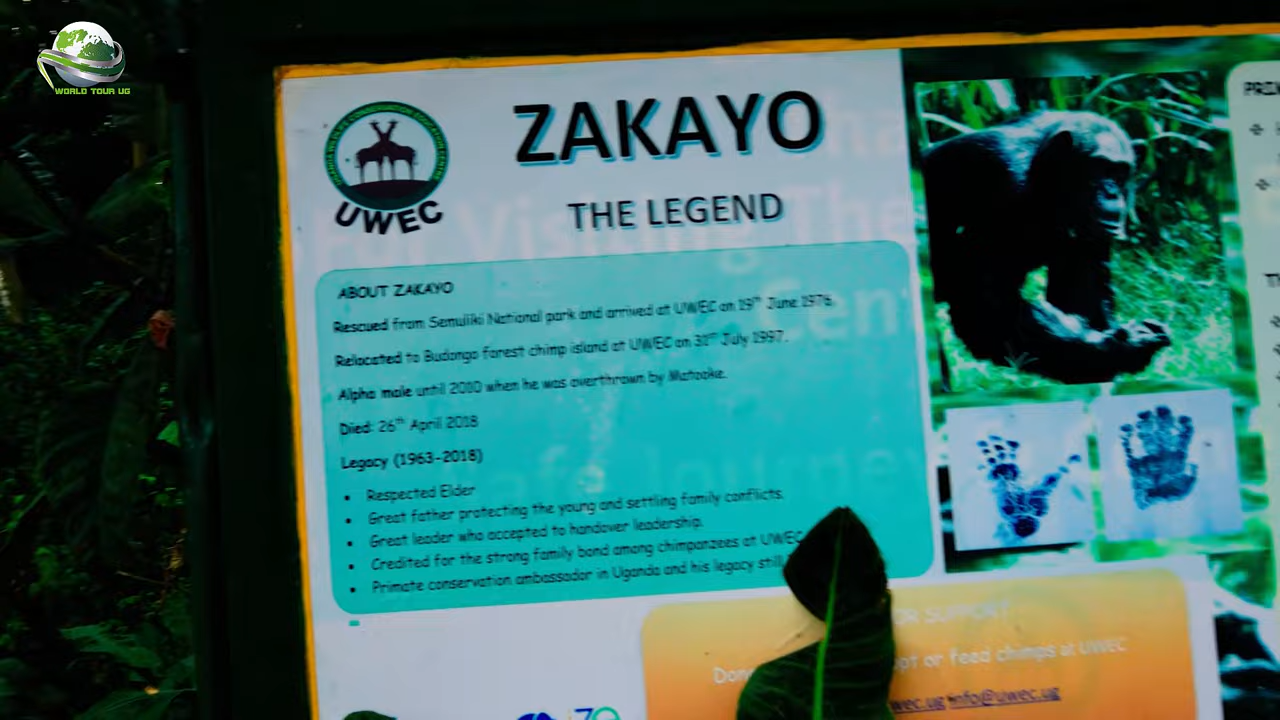 WORLD TOUR UG
UWEC
ZAKAYO
THE LEGEND
ABOUT ZAKAYO
Rescued from Semuliki National park and arrived at UWEC on 19th June 1976.
Relocated to Budongo forest chimp island at UWEC on 31st July 1997.
Alpha male until 2010 when he was overthrown by Matooke.
Died: 26th April 2018
Legacy (1963-2018)
• Respected Elder
• Great father protecting the young and settling family conflicts.
• Great leader who accepted to handover leadership.
• Credited for the strong family bond among chimpanzees at UWEC
• Primate conservation ambassador in Uganda and his legacy still
SUPPORT
or feed chimps at UWEC
info@uwec.ug